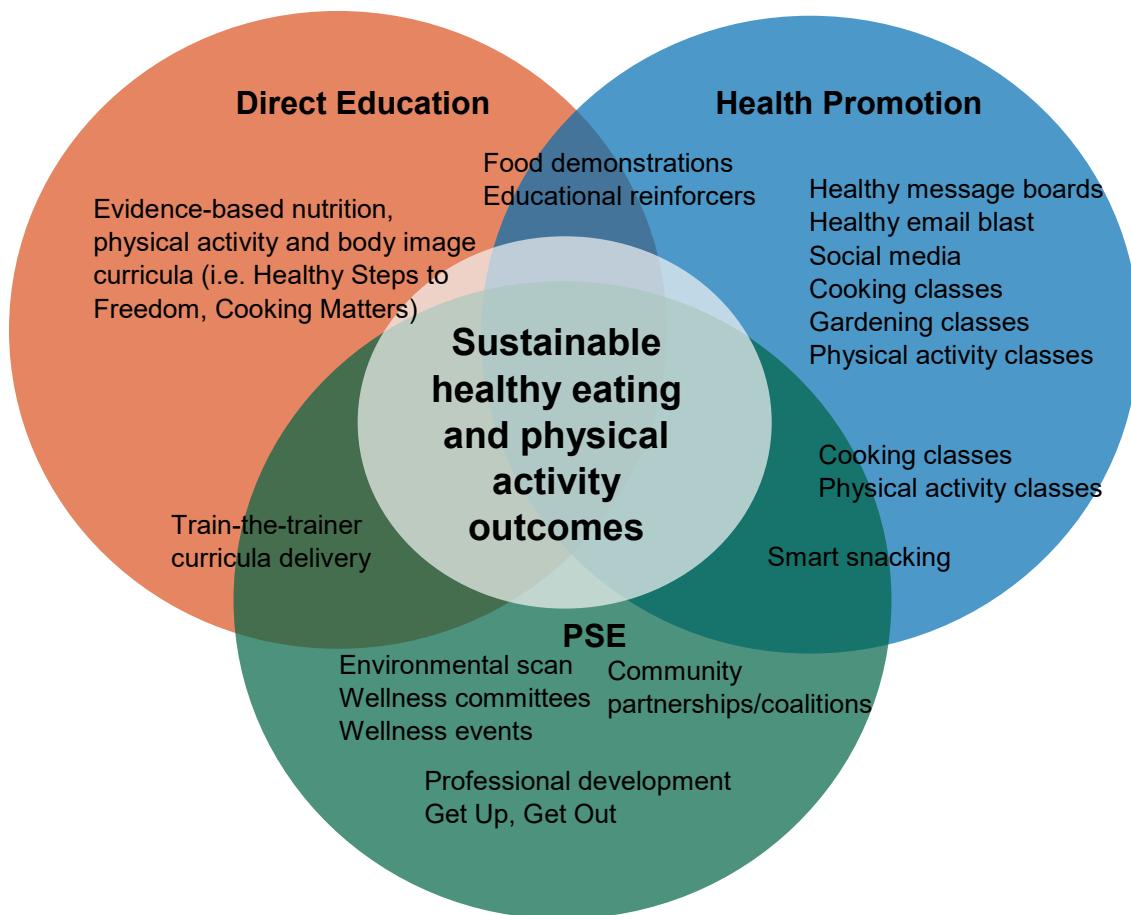 Direct Education
Health Promotion
Food demonstrations
Educational reinforcers
Evidence-based nutrition,
physical activity and body image
curricula (i.e. Healthy Steps to
Freedom, Cooking Matters)
Healthy message boards
Healthy email blast
Social media
Cooking classes
Gardening classes
Physical activity classes
Sustainable
healthy eating
and physical
activity
outcomes
Cooking classes
Physical activity classes
Train-the-trainer
curricula delivery
Smart snacking
PSE
Environmental scan
Wellness committees
Wellness events
Community
partnerships/coalitions
Professional development
Get Up, Get Out